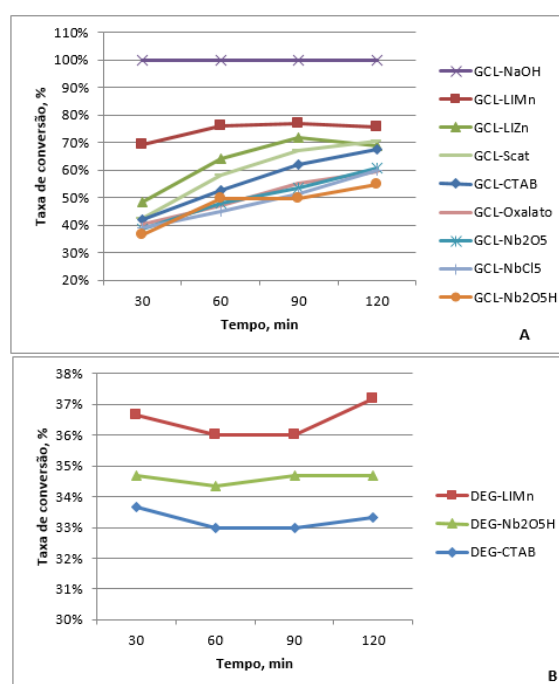 110%
100%
90%
80%
70%
60%
50%
40%
30%
20%
Taxa de conversão, %
30 60 90 120
Tempo, min
GCL-NaOH
GCL-LIMn
GCL-LIZn
GCL-Scat
GCL-CTAB
GCL-Oxalato
GCL-Nb2O5
GCL-NbCl5
GCL-Nb2O5H
A
38%
37%
36%
35%
34%
33%
32%
31%
30%
Taxa de conversão, %
30 60 90 120
Tempo, min
DEG-LIMn
DEG-Nb2O5H
DEG-CTAB
B